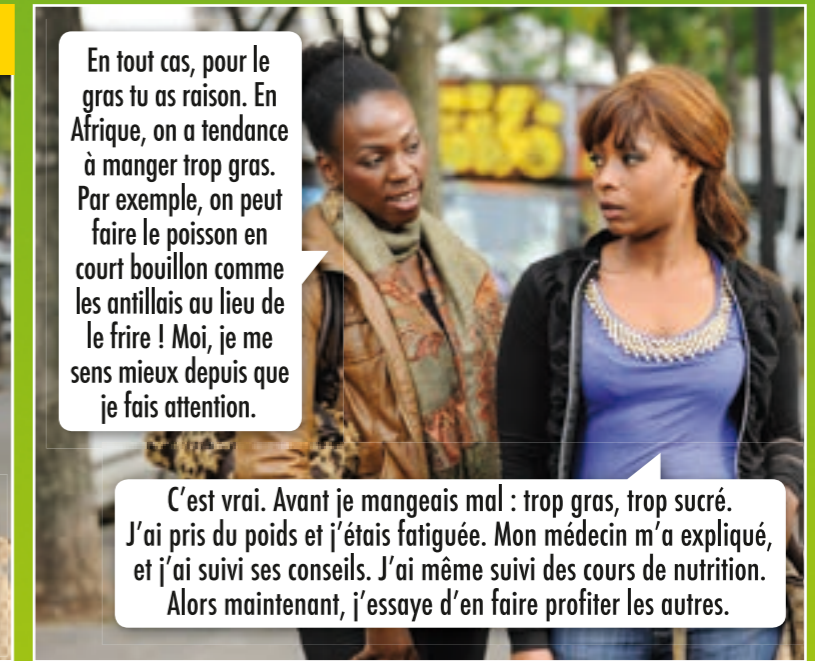 En tout cas, pour le
gras tu as raison. En
Afrique, on a tendance
à manger trop gras.
Par exemple, on peut
faire le poisson en
court bouillon comme
les antillais au lieu de
le frire ! Moi, je me
sens mieux depuis que
je fais attention.
C'est vrai. Avant je mangeais mal : trop gras, trop sucré.
J'ai pris du poids et j'étais fatiguée. Mon médecin m'a expliqué,
et j'ai suivi ses conseils. J'ai même suivi des cours de nutrition.
Alors maintenant, j'essaye d'en faire profiter les autres.